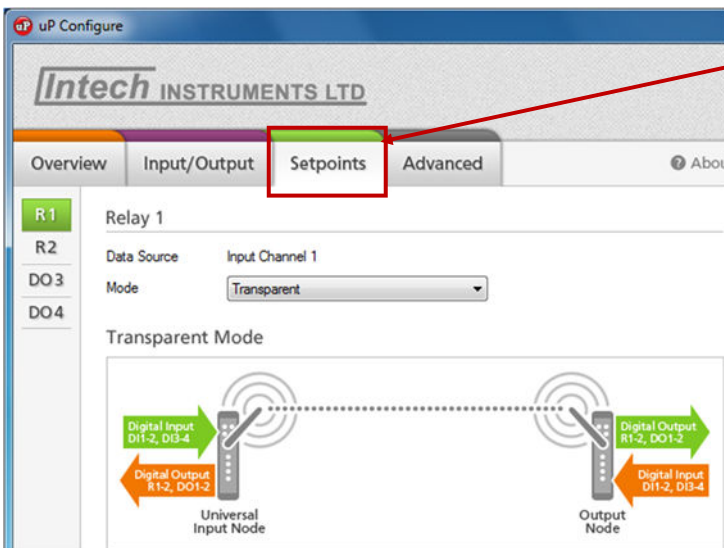 uP uP Configure
Intech INSTRUMENTS LTD
Overview Input/Output Setpoints Advanced
R1
R2
DO3
DO4
Relay 1
Data Source Input Channel 1
Mode Transparent
Transparent Mode
Digital Input
DI1-2, DI3-4
Digital Output
R1-2, DO1-2
Universal
Input Node
Digital Output
R1-2, DO1-2
Digital Input
DI1-2, DI3-4
Output
Node